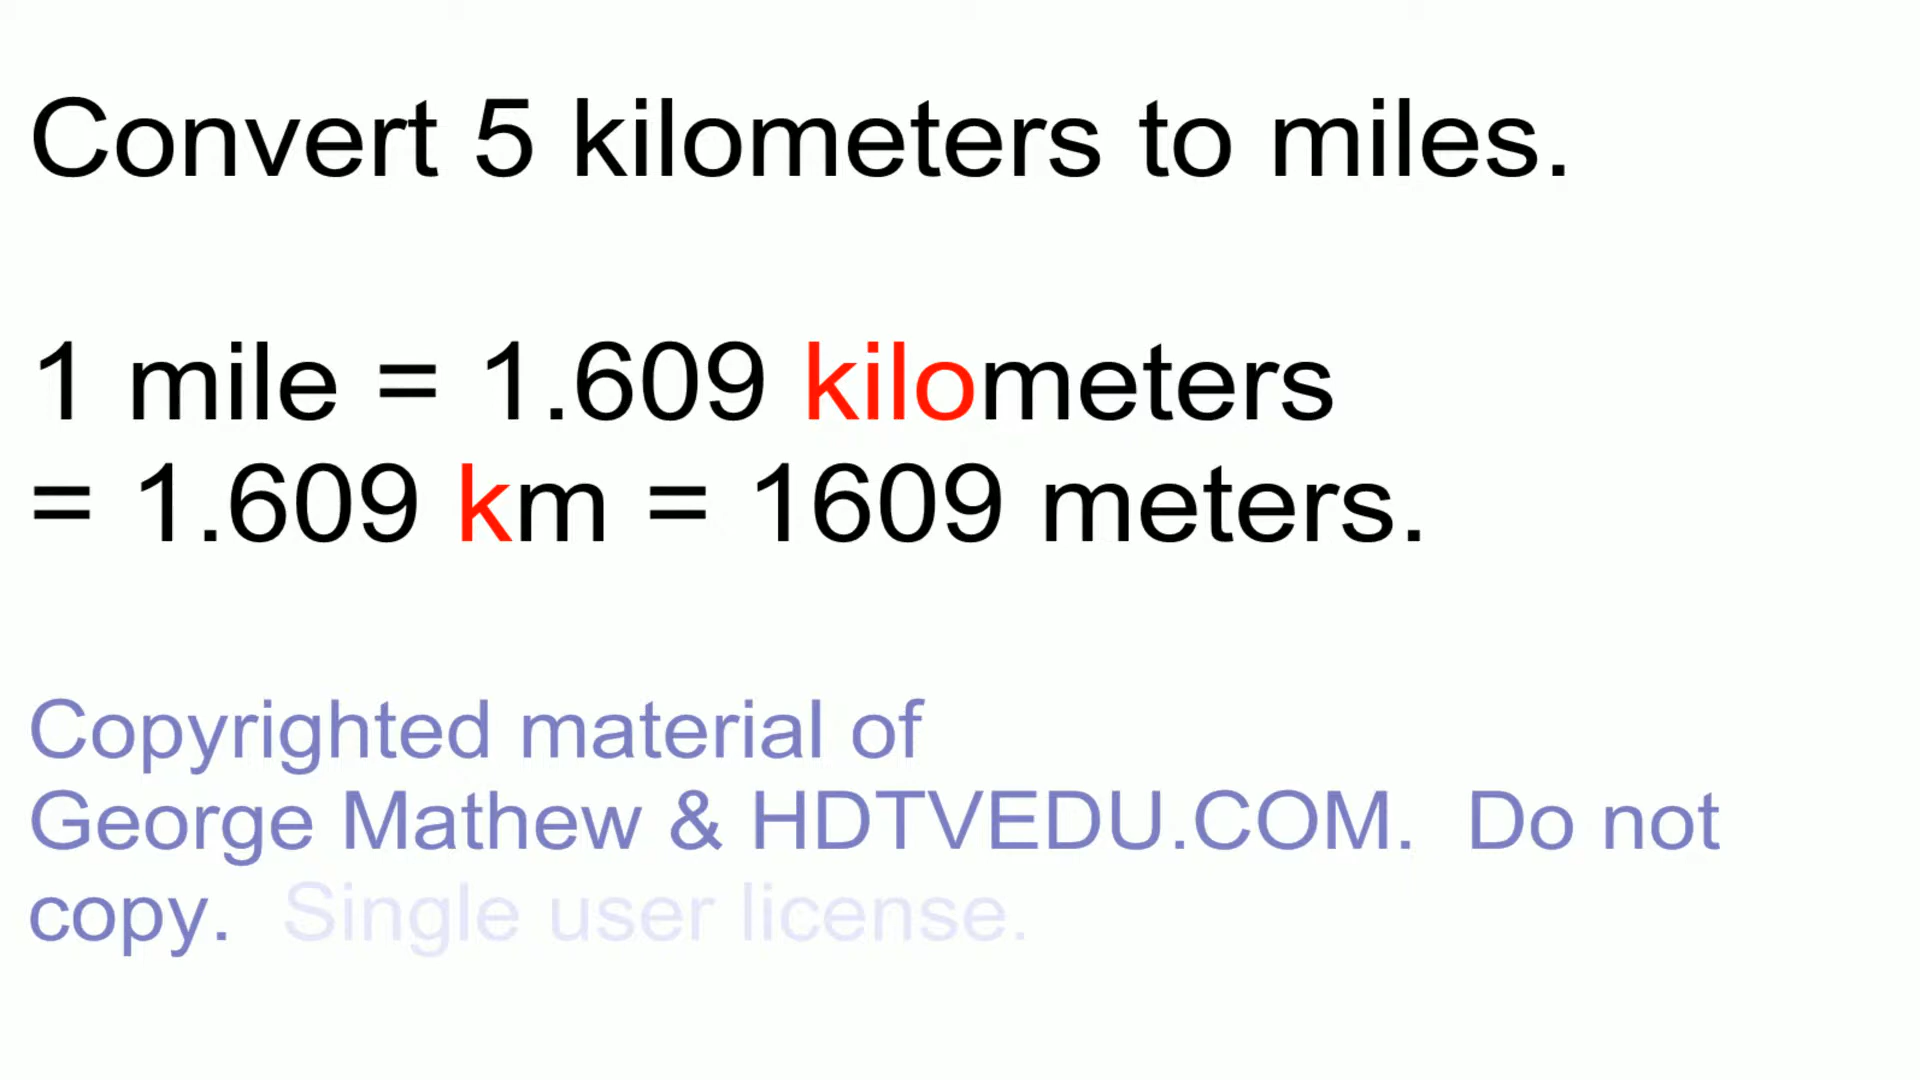 Convert 5 kilometers to miles.
1 mile = 1.609 kilometers
= 1.609 km = 1609 meters.
Copyrighted material of
George Mathew & HDTVEDU.COM.  Do not
copy.  Single user license.